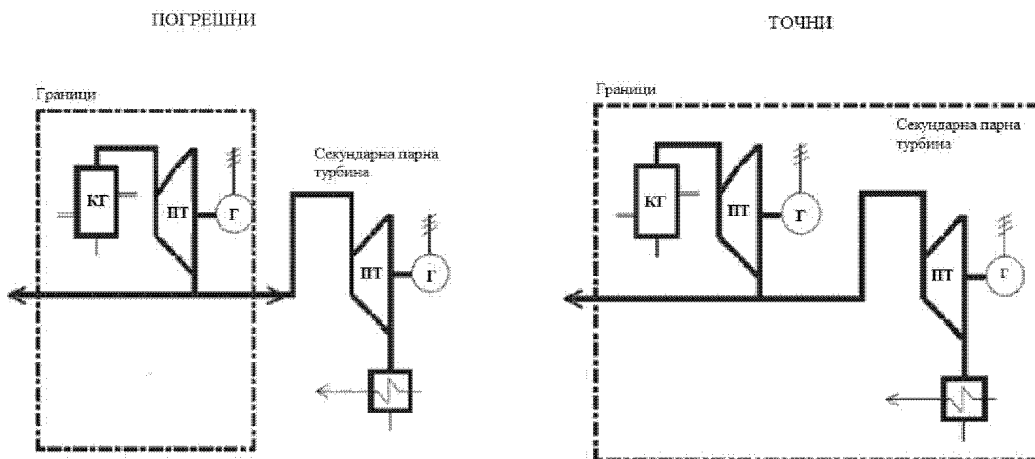 ПОГРЕШНИ
ТОЧНИ
Граници
Секундарна парна
турбина
КГ
ПТ
Г
ПТ
Г
Граници
Секундарна парна
турбина
КГ
ПТ
Г
ПТ
Г